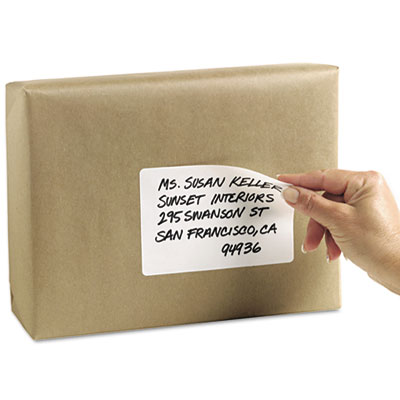 MS. SUSAN KELLER
SUNSET INTERIORS
295 SWANSON ST
SAN FRANCISCO, CA
94936